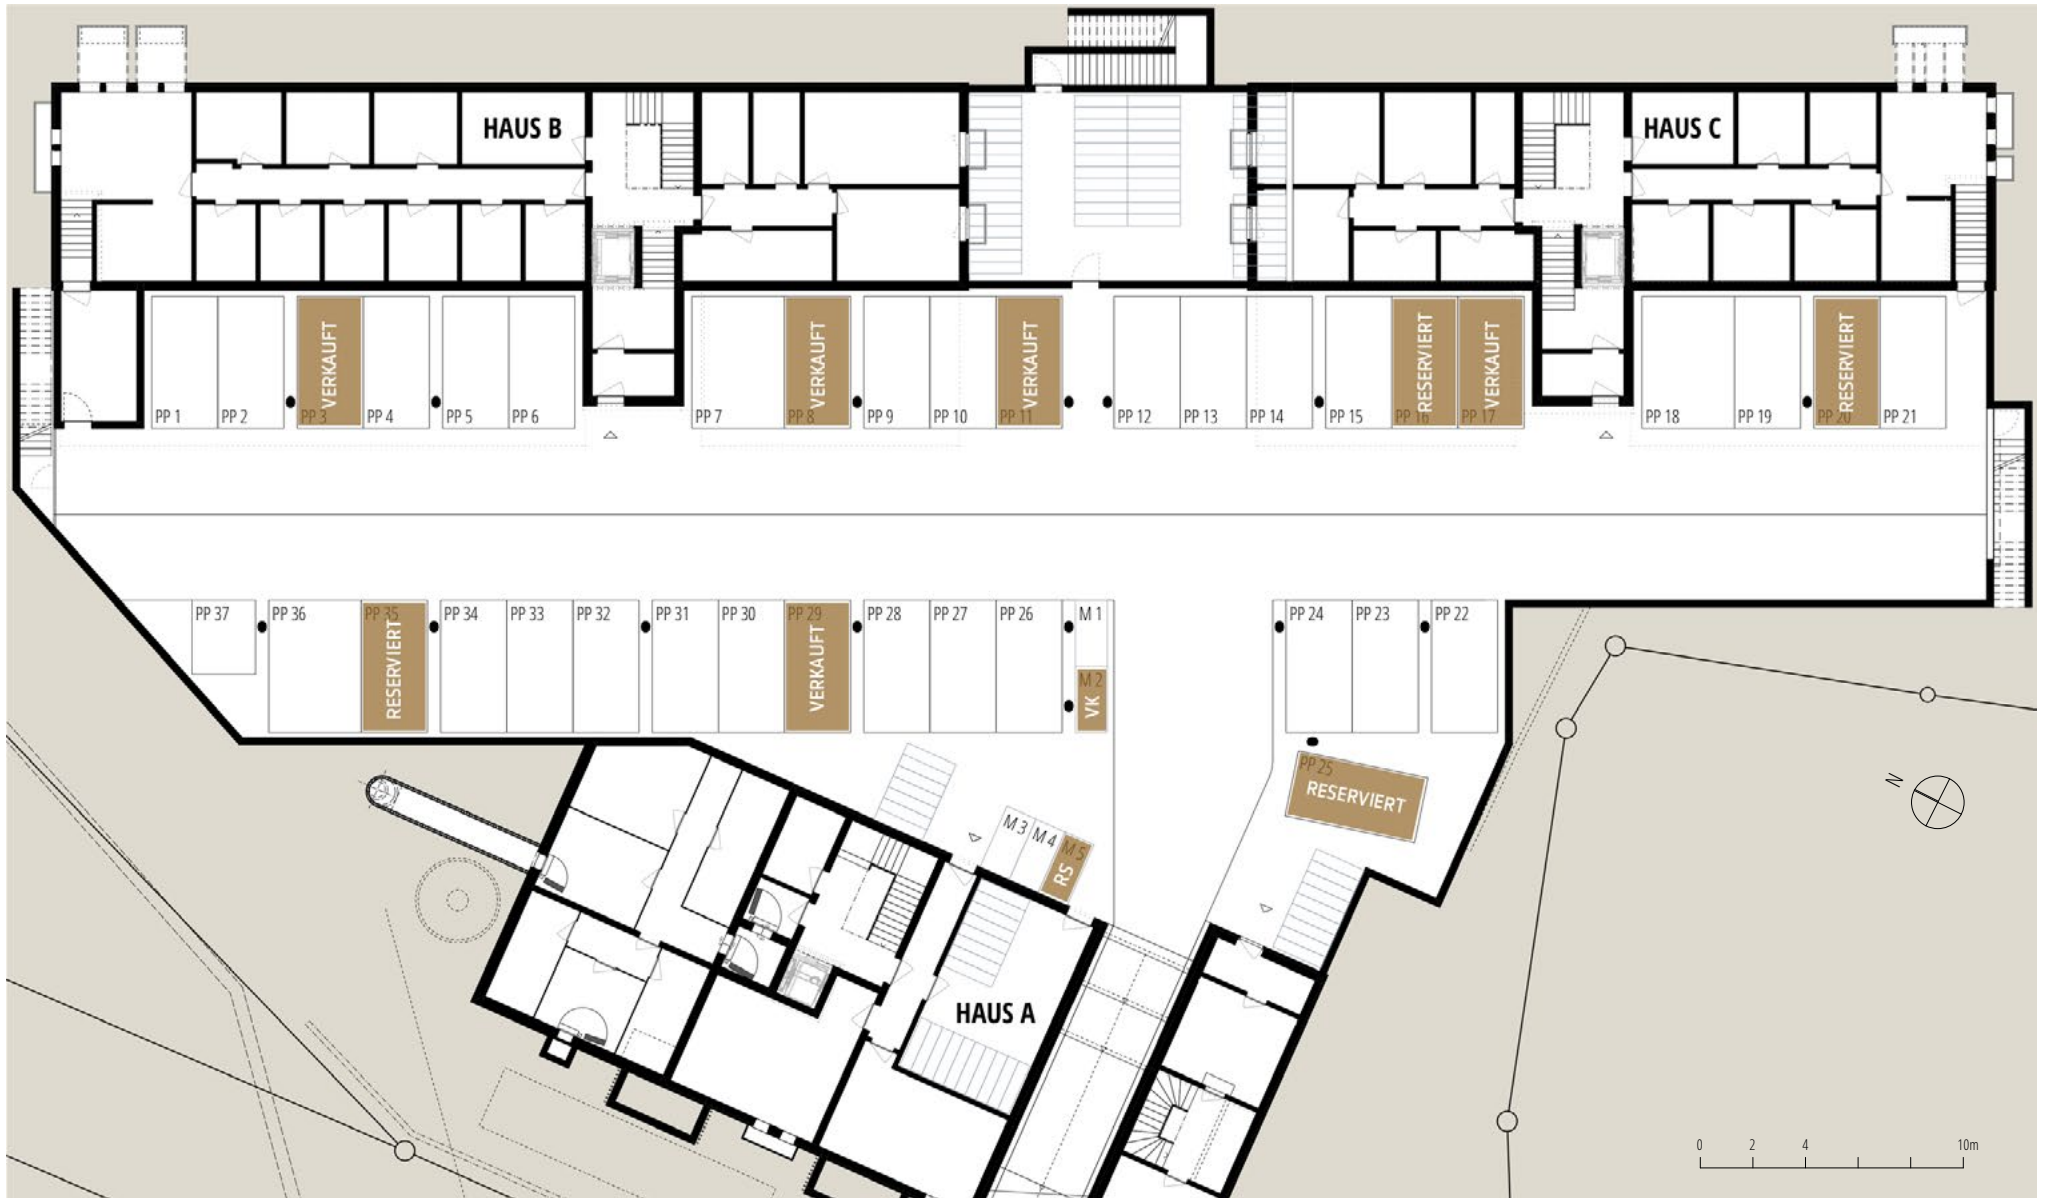 HAUS B
HAUS C
VERKAUFT
VERKAUFT
VERKAUFT
RESERVIERT
VERKAUFT
RESERVIERT
PP 1
PP 2
PP 3
PP 4
PP 5
PP 6
PP 7
PP 8
PP 9
PP 10
PP 11
PP 12
PP 13
PP 14
PP 15
PP 16
PP 17
PP 18
PP 19
PP 20
PP 21
PP 37
PP 36
PP 35
PP 34
PP 33
PP 32
PP 31
PP 30
PP 29
PP 28
PP 27
PP 26
M 1
PP 24
PP 23
PP 22
RESERVIERT
VERKAUFT
M 2
VK
PP 25
RESERVIERT
N
M 3
M 4
M 5
RS
HAUS A
0 2 4 10m